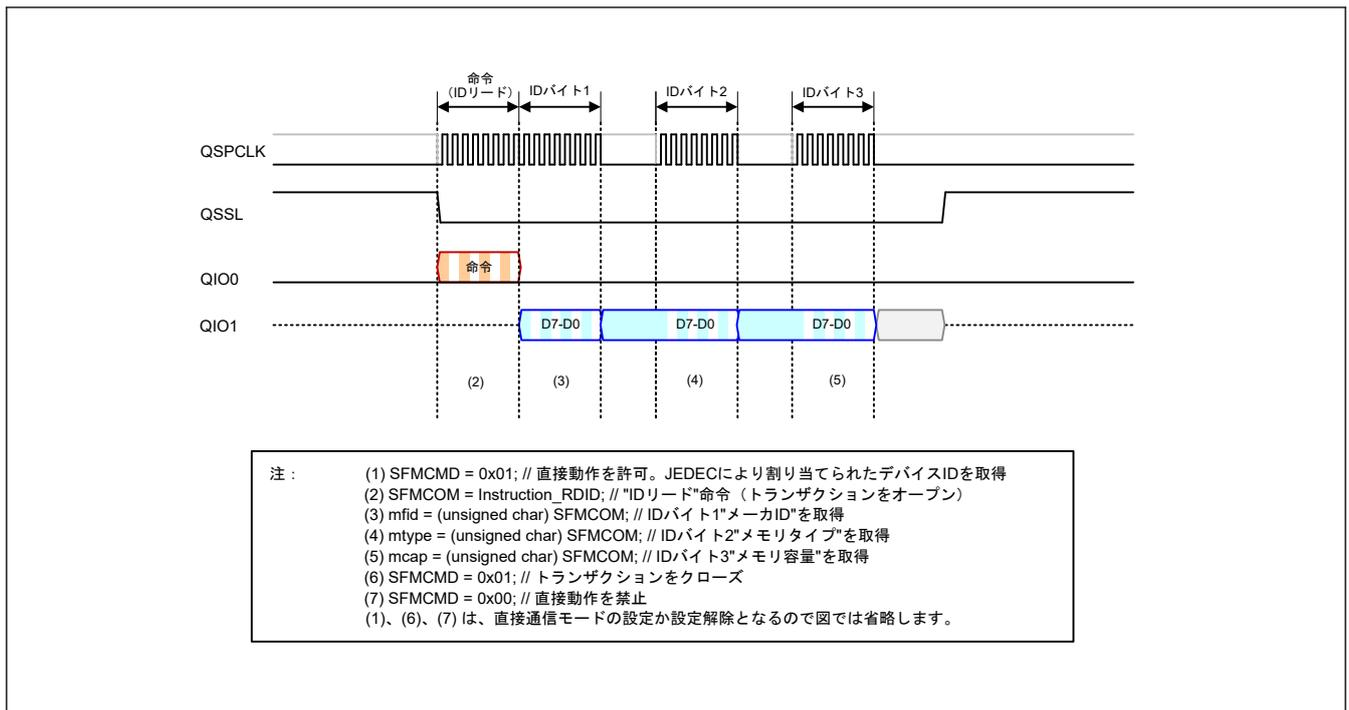 命令
（IDリード）
IDバイト1
IDバイト2
IDバイト3
QSPCLK
QSSL
QIO0
命令
QIO1
D7-D0
D7-D0
D7-D0
(2)
(3)
(4)
(5)
注： (1) SFMCMD = 0x01; // 直接動作を許可。JEDECにより割り当てられたデバイスIDを取得
(2) SFMCOM = Instruction_RDID; // "IDリード"命令（トランザクションをオープン）
(3) mfid = (unsigned char) SFMCOM; // IDバイト1"メーカID"を取得
(4) mtype = (unsigned char) SFMCOM; // IDバイト2"メモリタイプ"を取得
(5) mcap = (unsigned char) SFMCOM; // IDバイト3"メモリ容量"を取得
(6) SFMCMD = 0x01; // トランザクションをクローズ
(7) SFMCMD = 0x00; // 直接動作を禁止
(1)、(6)、(7) は、直接通信モードの設定か設定解除となるので図では省略します。